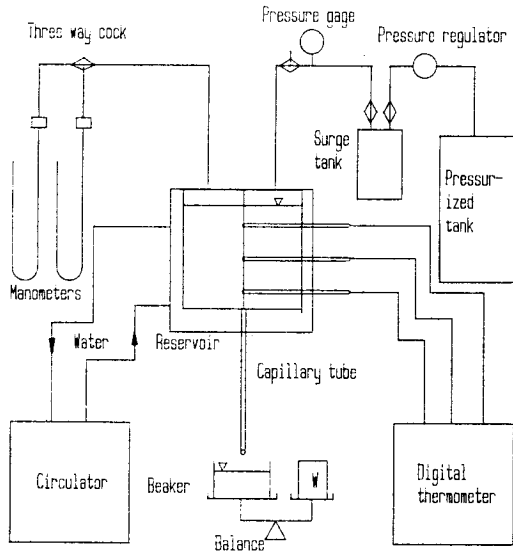 Pressure gage
Three way cock
Pressure regulator
Surge
tank
Pressur-
ized
tank
Manometers
Water
Reservoir
Capillary tube
Circulator
Beaker
W
Digital
thermometer
Balance